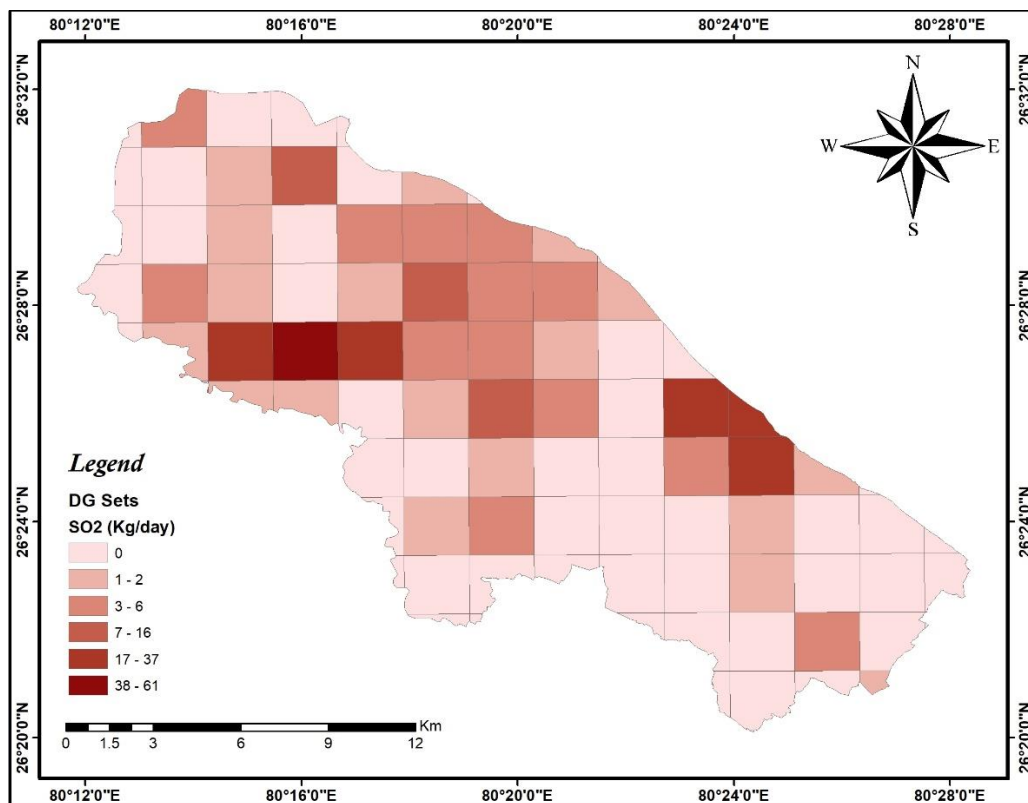 80°12'0"E 80°16'0"E 80°20'0"E 80°24'0"E 80°28'0"E
26°32'0"N 26°32'0"N
N
W E
S
26°28'0"N 26°28'0"N
Legend
DG Sets
SO2 (Kg/day)
0
1 - 2
3 - 6
7 - 16
17 - 37
38 - 61
26°24'0"N 26°24'0"N
Km
0 1.5 3 6 9 12
26°20'0"N 26°20'0"N
80°12'0"E 80°16'0"E 80°20'0"E 80°24'0"E 80°28'0"E